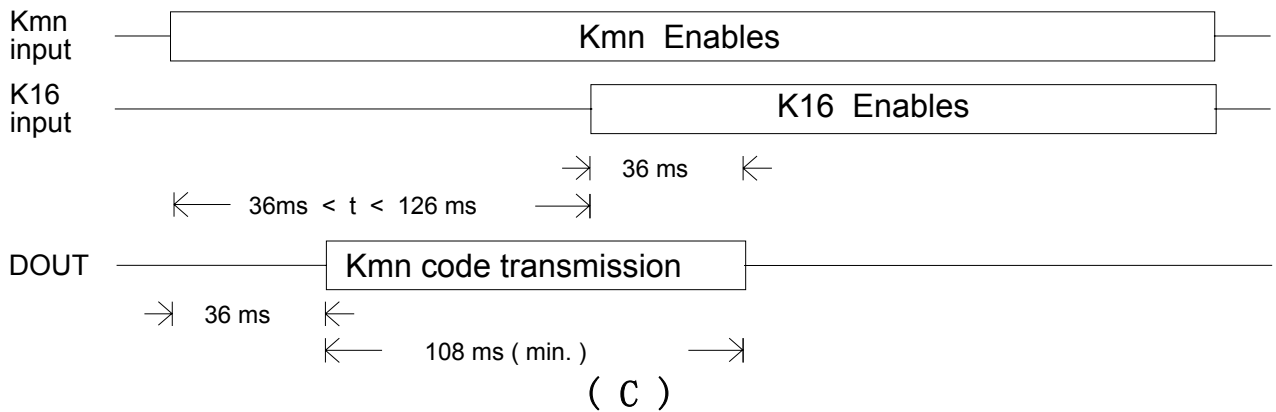 Kmn
input
Kmn Enables
K16
input
K16 Enables
36 ms
36ms < t < 126 ms
DOUT
Kmn code transmission
36 ms
108 ms ( min. )
( C )